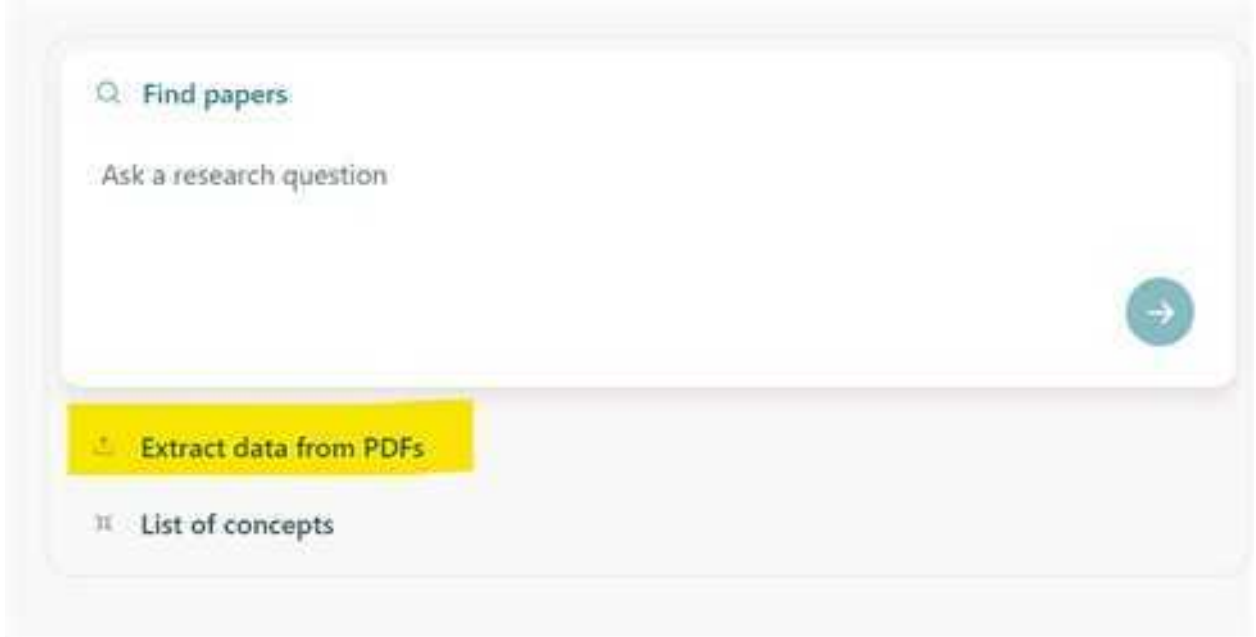 Find papers
Ask a research question
Extract data from PDFs
List of concepts